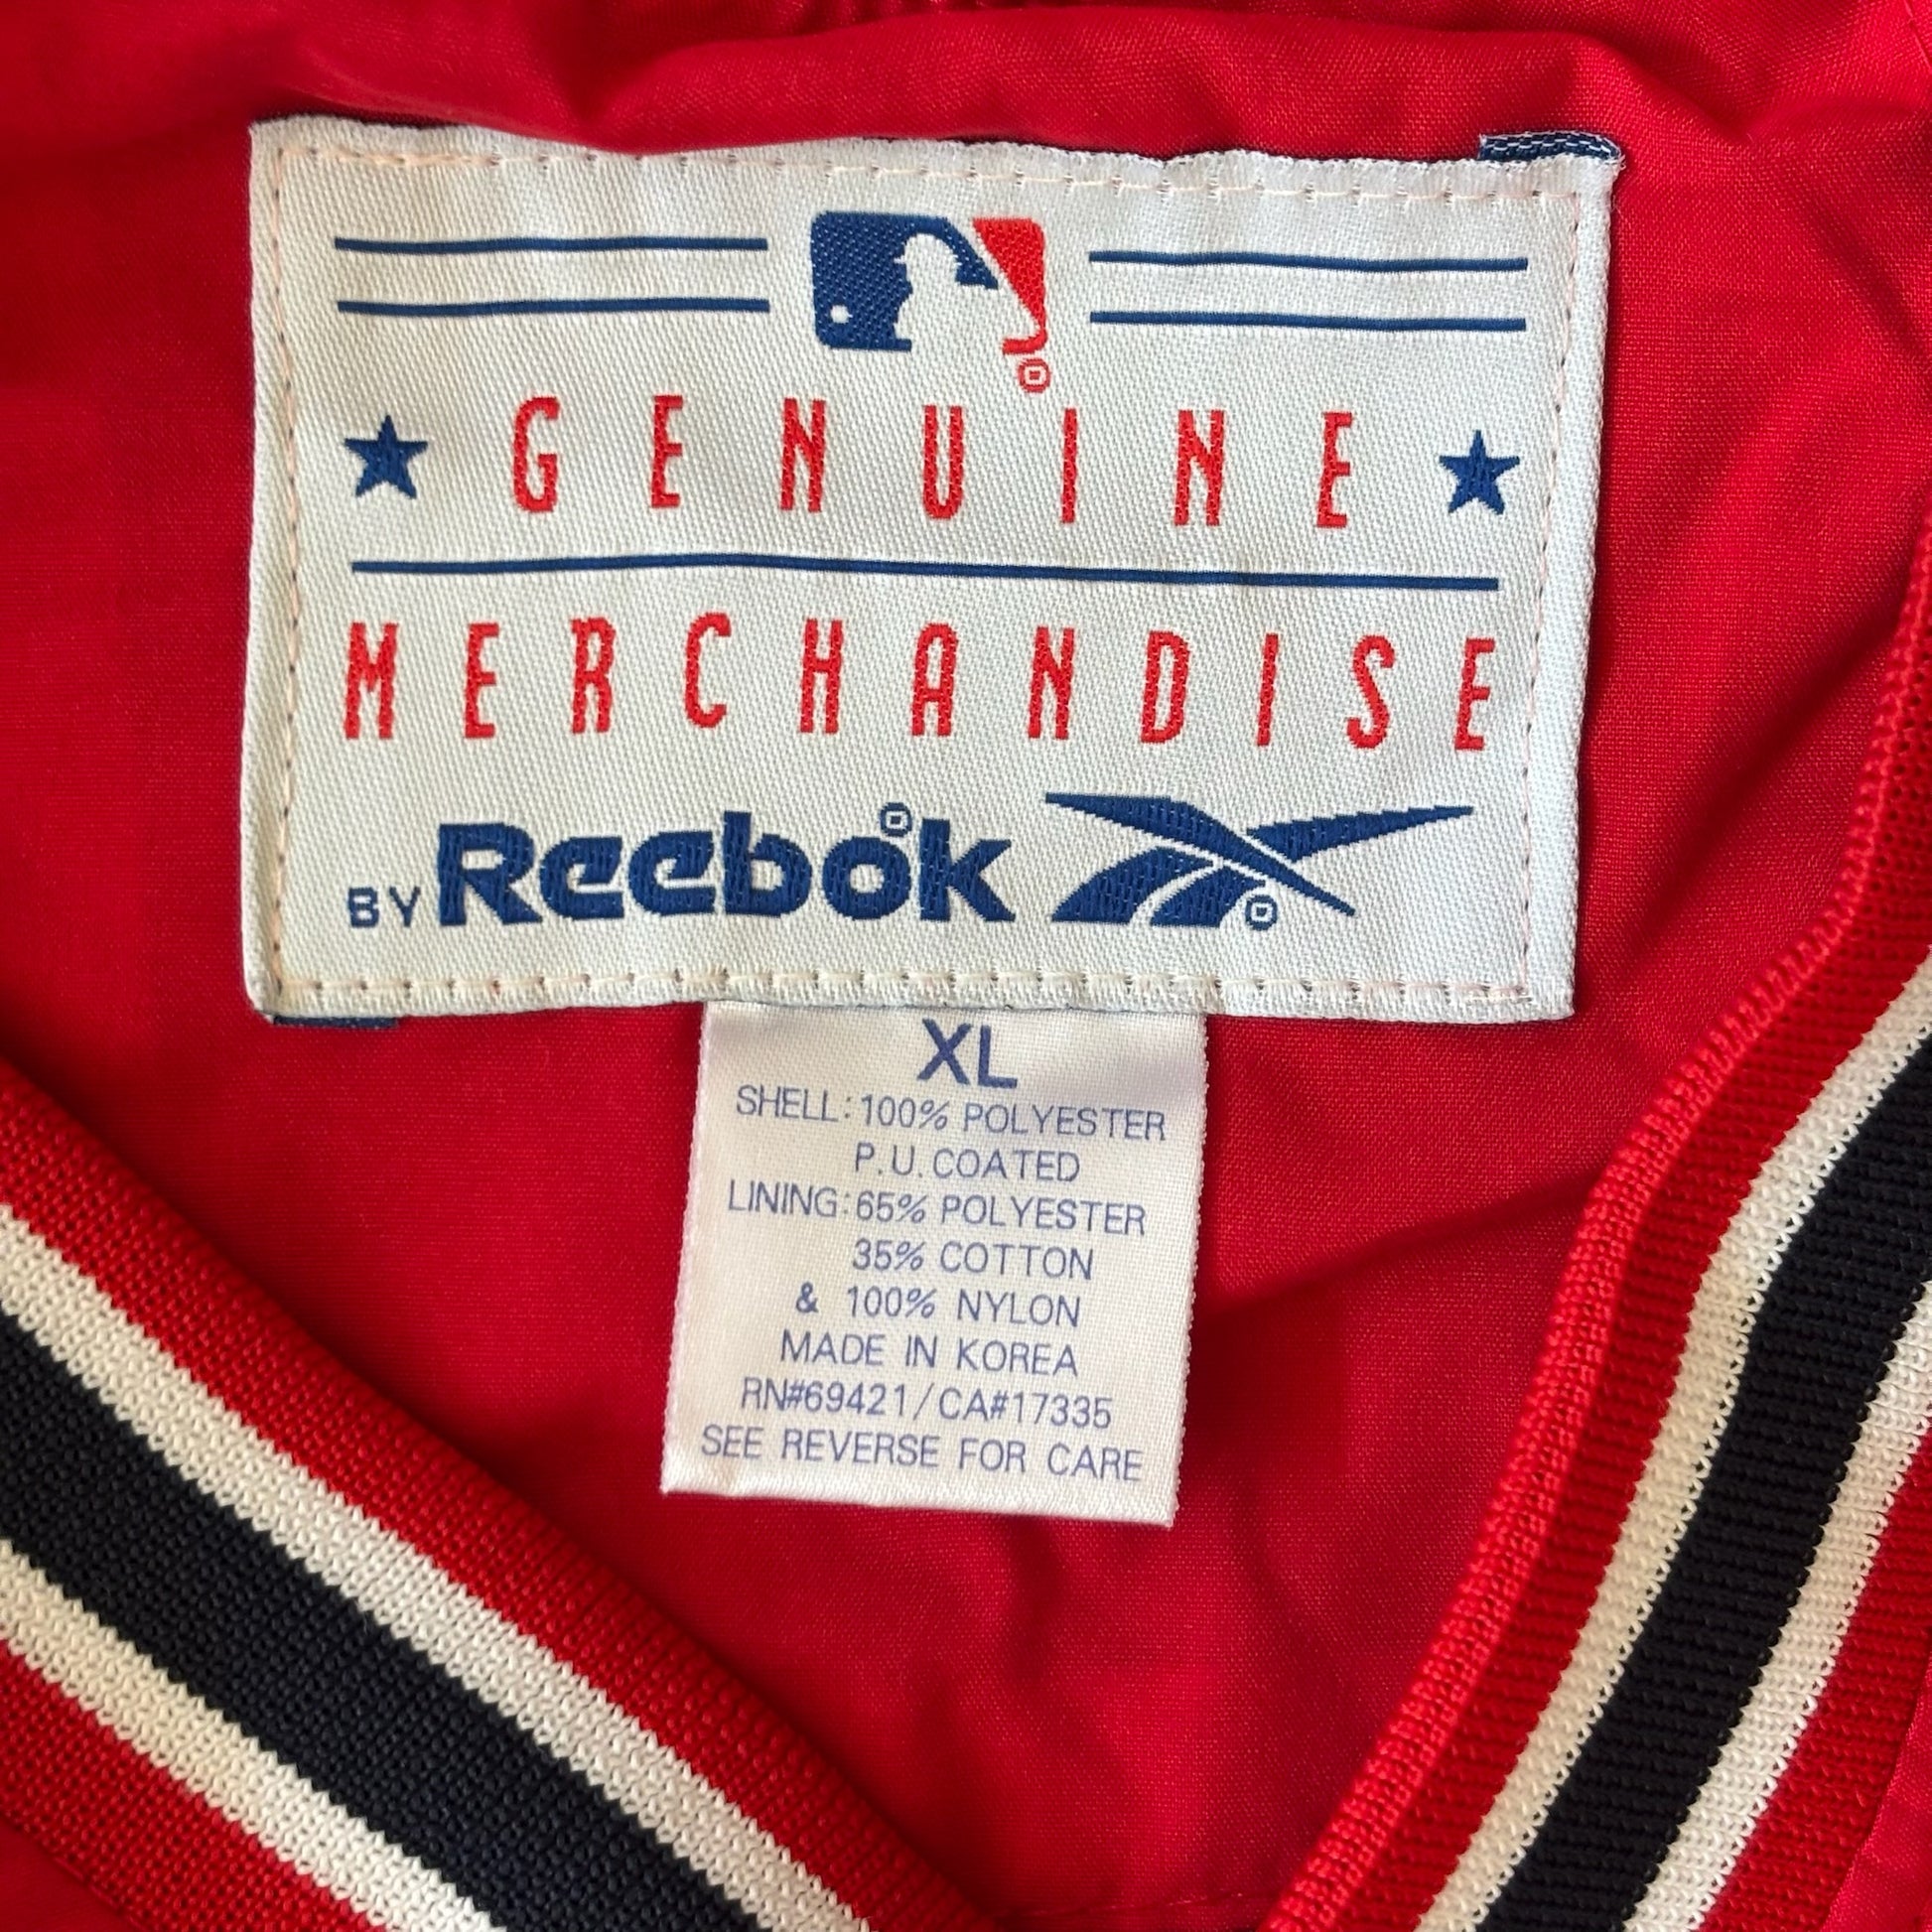 GENUINE
MERCHANDISE
BY Reebok
XL
SHELL: 100% POLYESTER
P.U. COATED
LINING: 65% POLYESTER
35% COTTON
& 100% NYLON
MADE IN KOREA
RN#69421/CA#17335
SEE REVERSE FOR CARE